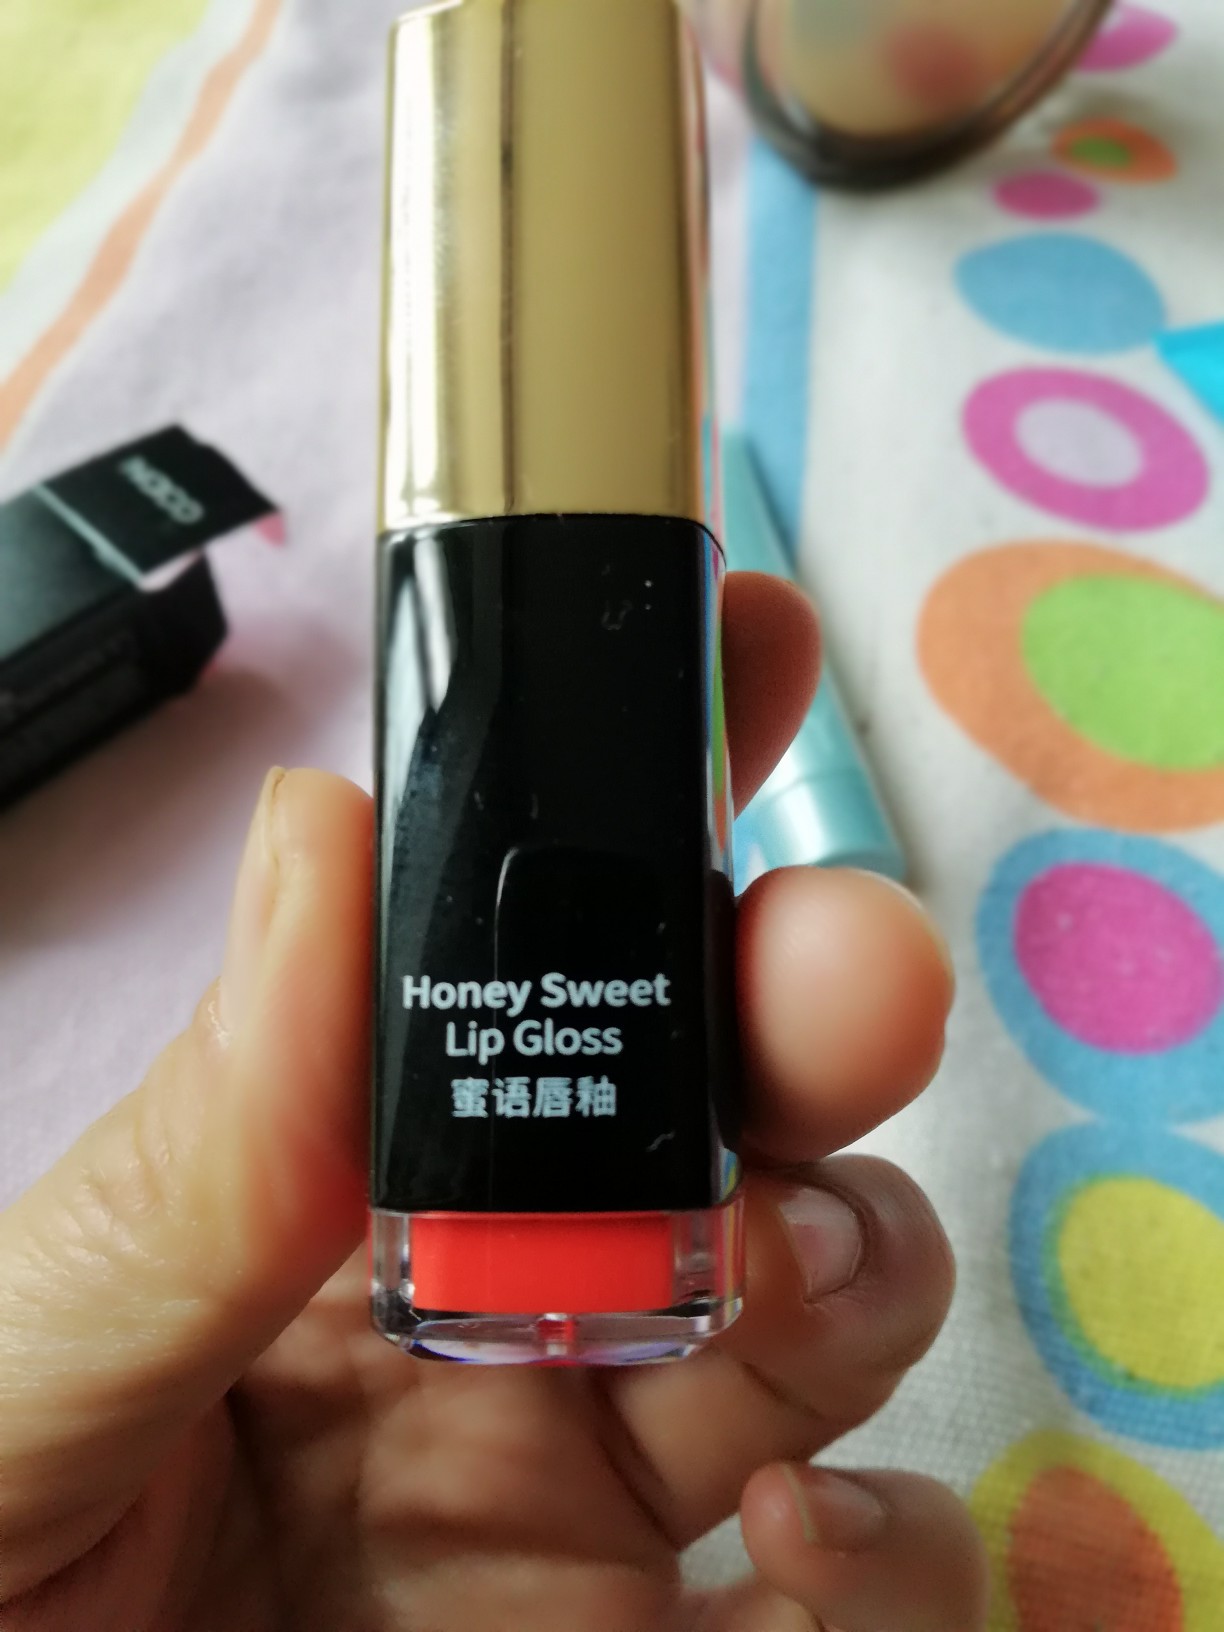 Honey Sweet
Lip Gloss
蜜语唇釉